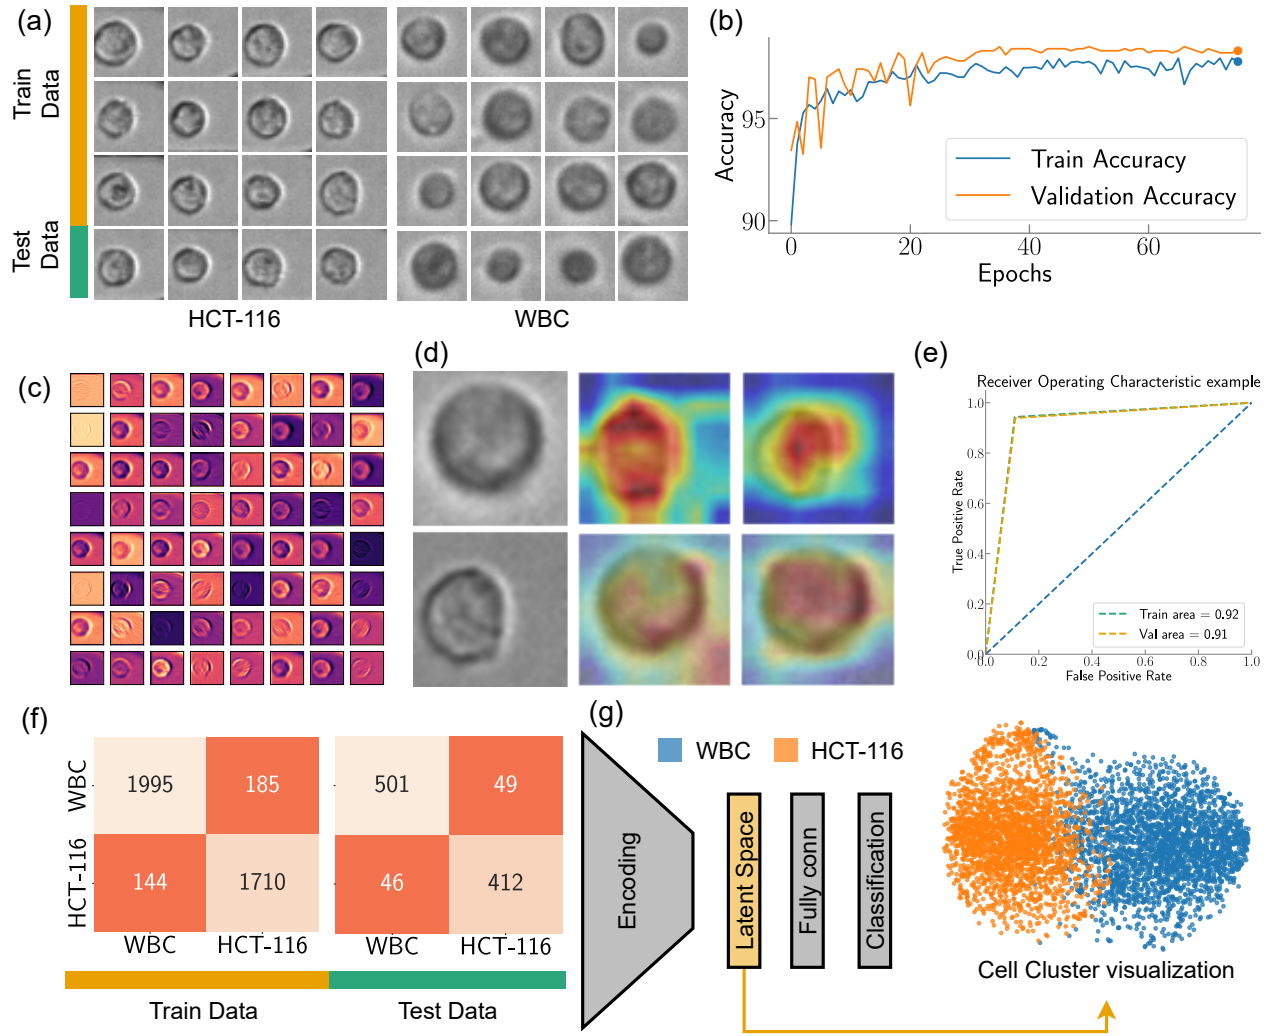 (a)
Train
Data
Test
Data
HCT-116
WBC
(b)
Accuracy
95
90
0
20
40
60
Epochs
Train Accuracy
Validation Accuracy
(c)
(d)
(e)
Receiver Operating Characteristic example
True Positive Rate
1.0
0.8
0.6
0.4
0.2
0.0
0.0
0.2
0.4
0.6
0.8
1.0
False Positive Rate
Train area = 0.92
Val area = 0.91
(f)
WBC
HCT-116
1995
185
144
1710
WBC
HCT-116
501
49
46
412
WBC
HCT-116
Train Data
Test Data
(g)
WBC
HCT-116
Encoding
Latent Space
Fully conn
Classification
Cell Cluster visualization